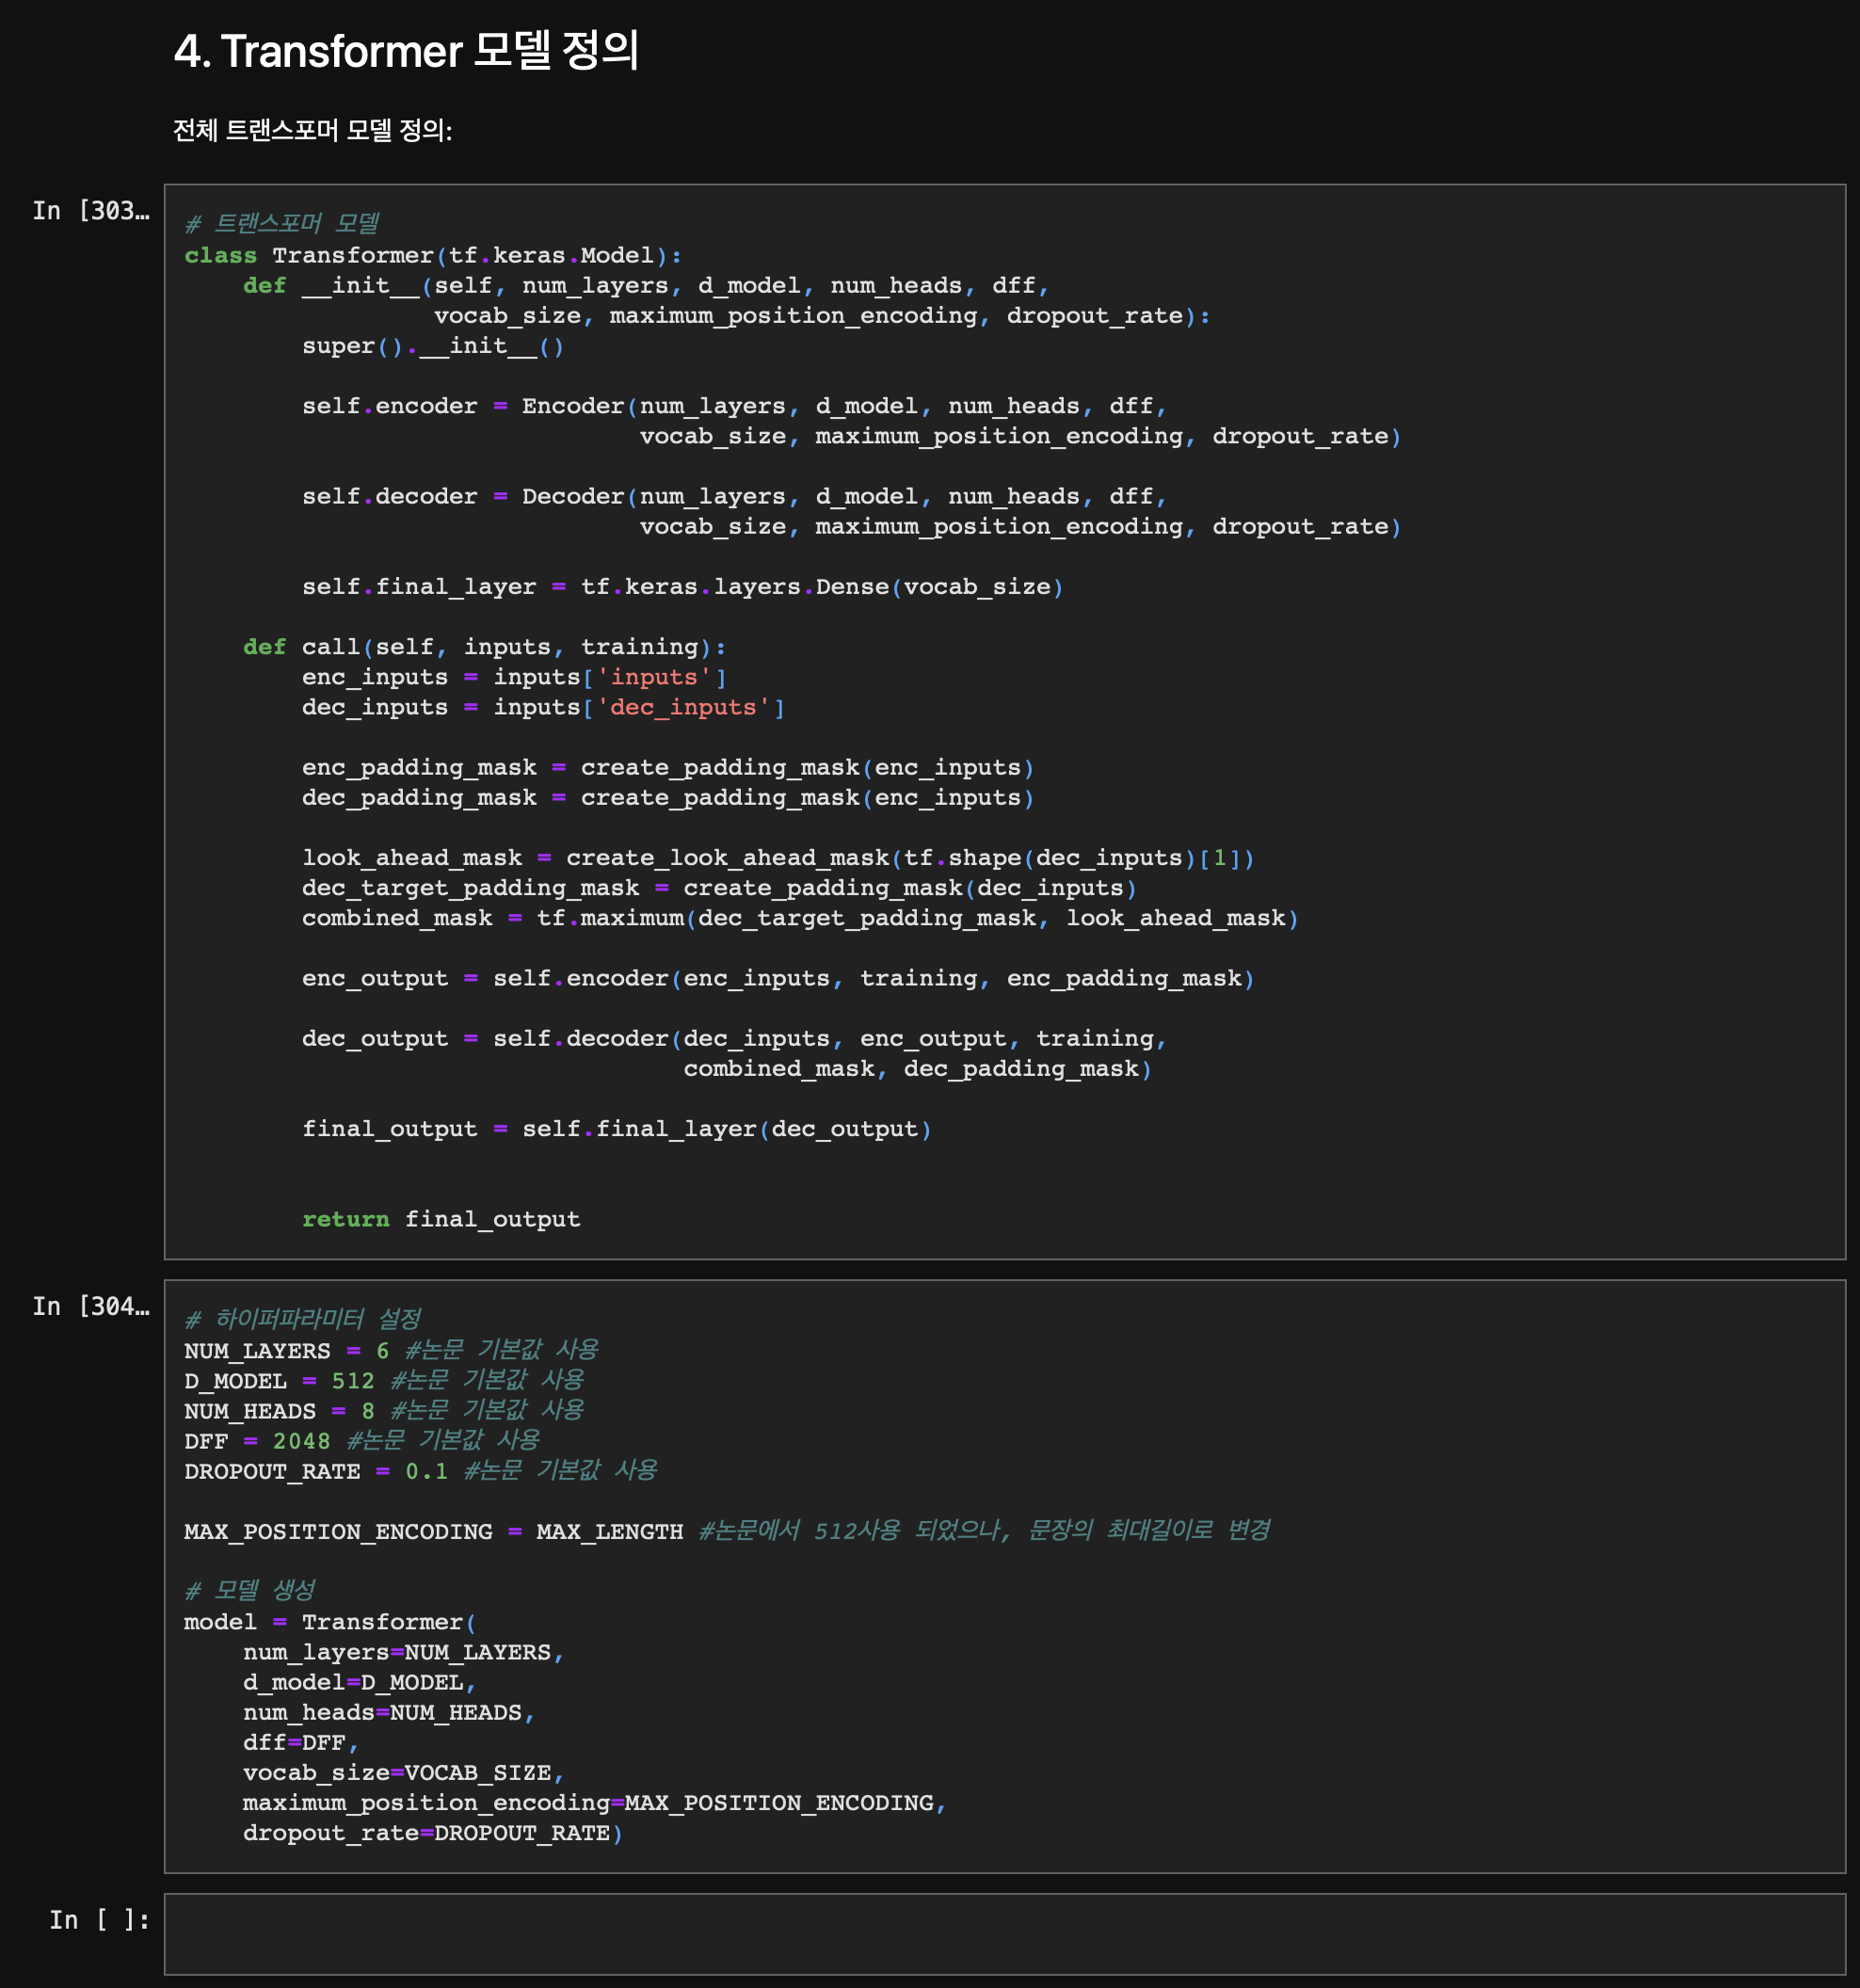 4. Transformer 모델 정의
전체 트랜스포머 모델 정의:
In [303…
# 트랜스포머 모델
class Transformer(tf.keras.Model):
    def __init__(self, num_layers, d_model, num_heads, dff,
                 vocab_size, maximum_position_encoding, dropout_rate):
        super().__init__()
        self.encoder = Encoder(num_layers, d_model, num_heads, dff,
                               vocab_size, maximum_position_encoding, dropout_rate)
        self.decoder = Decoder(num_layers, d_model, num_heads, dff,
                               vocab_size, maximum_position_encoding, dropout_rate)
        self.final_layer = tf.keras.layers.Dense(vocab_size)
    def call(self, inputs, training):
        enc_inputs = inputs['inputs']
        dec_inputs = inputs['dec_inputs']
        enc_padding_mask = create_padding_mask(enc_inputs)
        dec_padding_mask = create_padding_mask(enc_inputs)
        look_ahead_mask = create_look_ahead_mask(tf.shape(dec_inputs)[1])
        dec_target_padding_mask = create_padding_mask(dec_inputs)
        combined_mask = tf.maximum(dec_target_padding_mask, look_ahead_mask)
        enc_output = self.encoder(enc_inputs, training, enc_padding_mask)
        dec_output = self.decoder(dec_inputs, enc_output, training,
                                  combined_mask, dec_padding_mask)
        final_output = self.final_layer(dec_output)
        return final_output
In [304…
# 하이퍼파라미터 설정
NUM_LAYERS = 6 #논문 기본값 사용
D_MODEL = 512 #논문 기본값 사용
NUM_HEADS = 8 #논문 기본값 사용
DFF = 2048 #논문 기본값 사용
DROPOUT_RATE = 0.1 #논문 기본값 사용
MAX_POSITION_ENCODING = MAX_LENGTH #논문에서 512사용 되었으나, 문장의 최대길이로 변경
# 모델 생성
model = Transformer(
    num_layers=NUM_LAYERS,
    d_model=D_MODEL,
    num_heads=NUM_HEADS,
    dff=DFF,
    vocab_size=VOCAB_SIZE,
    maximum_position_encoding=MAX_POSITION_ENCODING,
    dropout_rate=DROPOUT_RATE)
In [ ]: